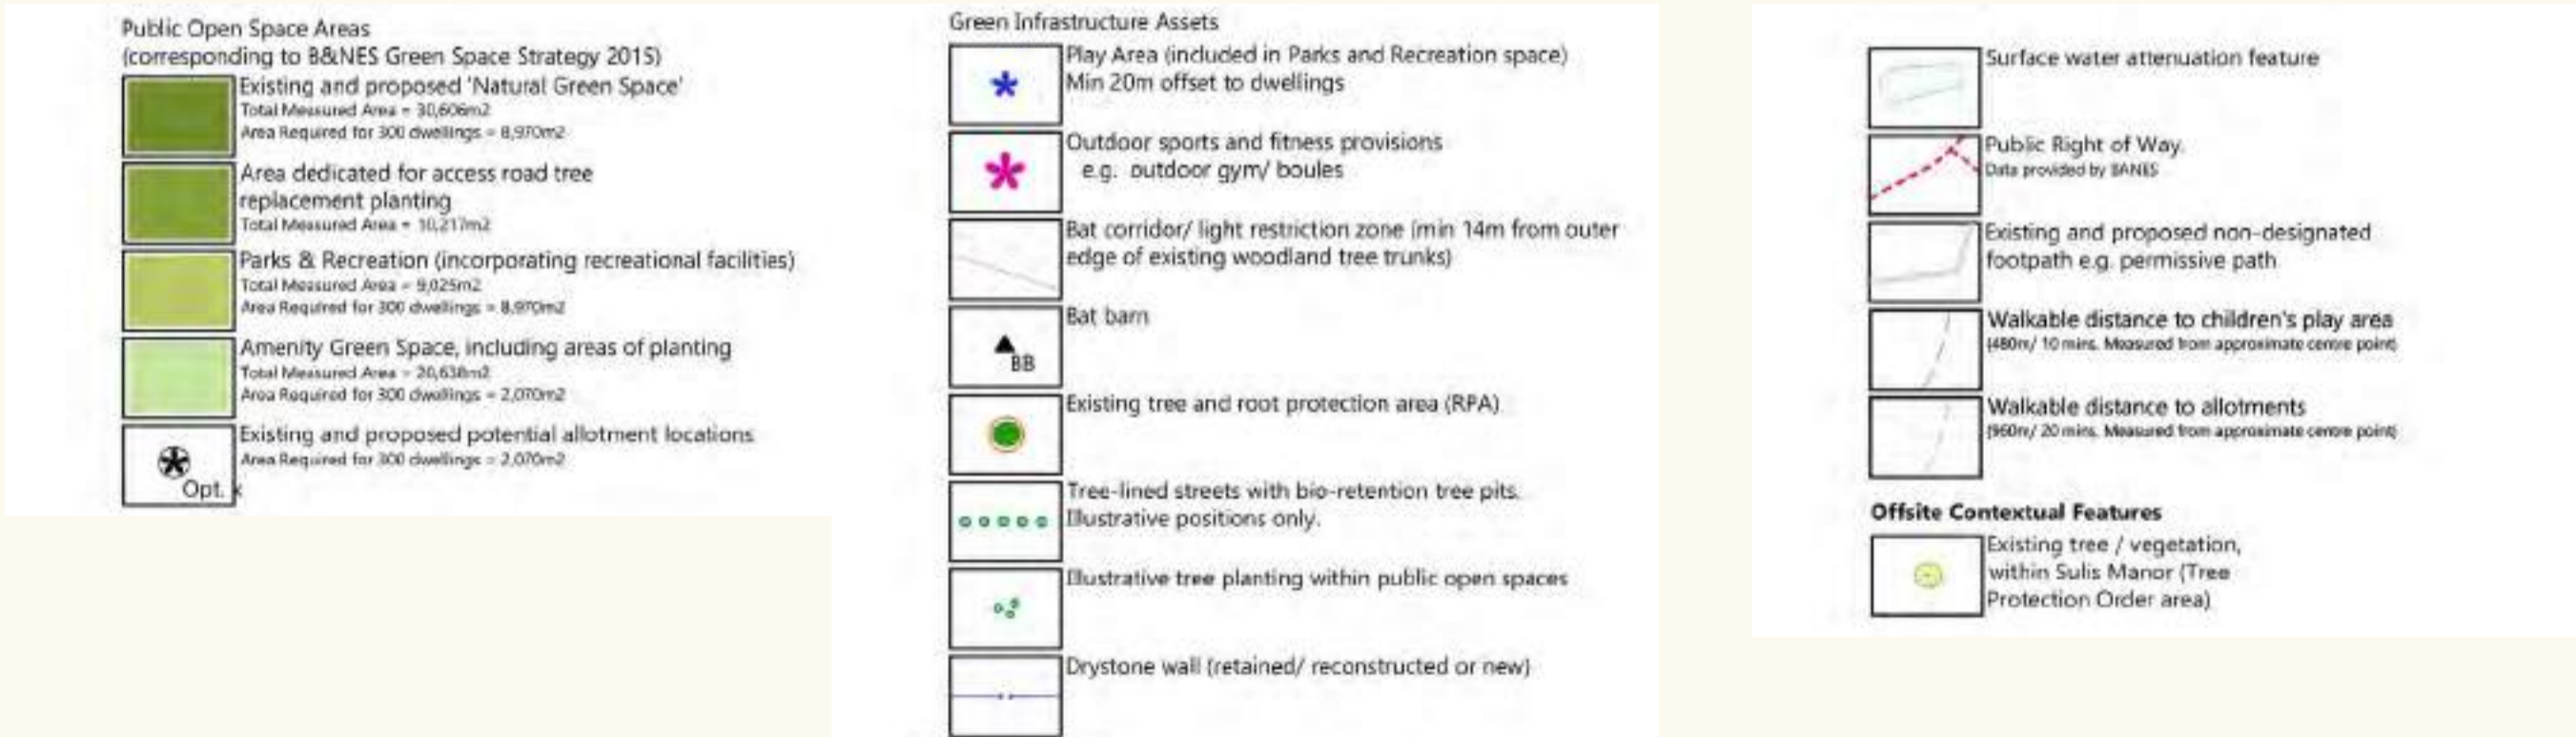 Public Open Space Areas
(corresponding to B&NES Green Space Strategy 2015)
Existing and proposed 'Natural Green Space'
Total Measured Area = 30,606m2
Area Required for 300 dwellings = 8,970m2
Area dedicated for access road tree
replacement planting
Total Measured Area = 10,217m2
Parks & Recreation (incorporating recreational facilities)
Total Measured Area = 9,025m2
Area Required for 300 dwellings = 8,970m2
Amenity Green Space, including areas of planting
Total Measured Area = 20,638m2
Area Required for 300 dwellings = 2,070m2
Existing and proposed potential allotment locations
Area Required for 300 dwellings = 2,070m2
Opt. x
Green Infrastructure Assets
Play Area (included in Parks and Recreation space)
Min 20m offset to dwellings
Outdoor sports and fitness provisions
e.g. outdoor gym/ boules
Bat corridor/ light restriction zone (min 14m from outer
edge of existing woodland tree trunks)
Bat barn
BB
Existing tree and root protection area (RPA)
Tree-lined streets with bio-retention tree pits.
Illustrative positions only.
Illustrative tree planting within public open spaces
Drystone wall (retained/ reconstructed or new)
Surface water attenuation feature
Public Right of Way.
Data provided by BANES
Existing and proposed non-designated
footpath e.g. permissive path
Walkable distance to children's play area
(480m/ 10 mins. Measured from approximate centre point)
Walkable distance to allotments
(960m/ 20 mins. Measured from approximate centre point)
Offsite Contextual Features
Existing tree / vegetation,
within Sulis Manor (Tree
Protection Order area)